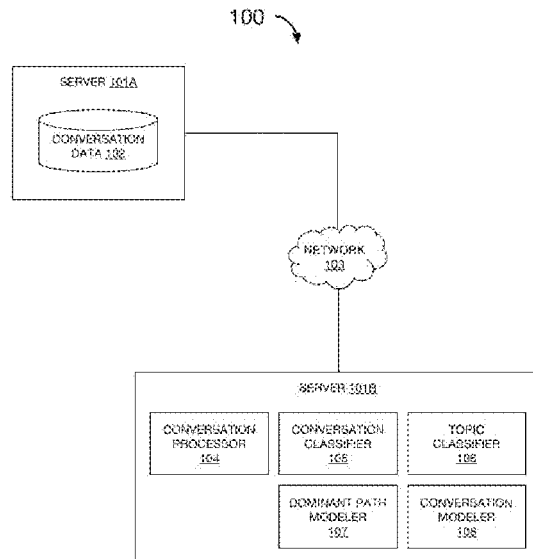 100
SERVER 101A
CONVERSATION
DATA 102
NETWORK
103
SERVER 101B
CONVERSATION
PROCESSOR
104
CONVERSATION
CLASSIFIER
105
TOPIC
CLASSIFIER
106
DOMINANT PATH
MODELER
107
CONVERSATION
MODELER
108